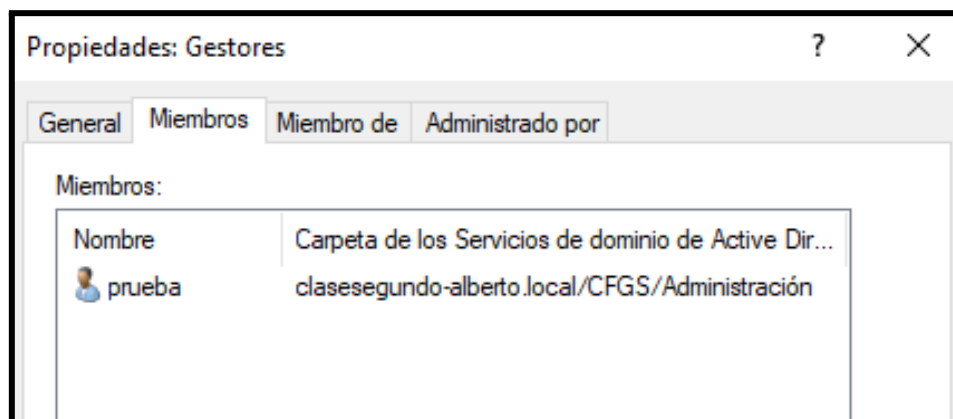 Propiedades: Gestores ? ×
General Miembros Miembro de Administrado por
Miembros:
Nombre Carpeta de los Servicios de dominio de Active Dir...
prueba clasesegundo-alberto.local/CFGS/Administración